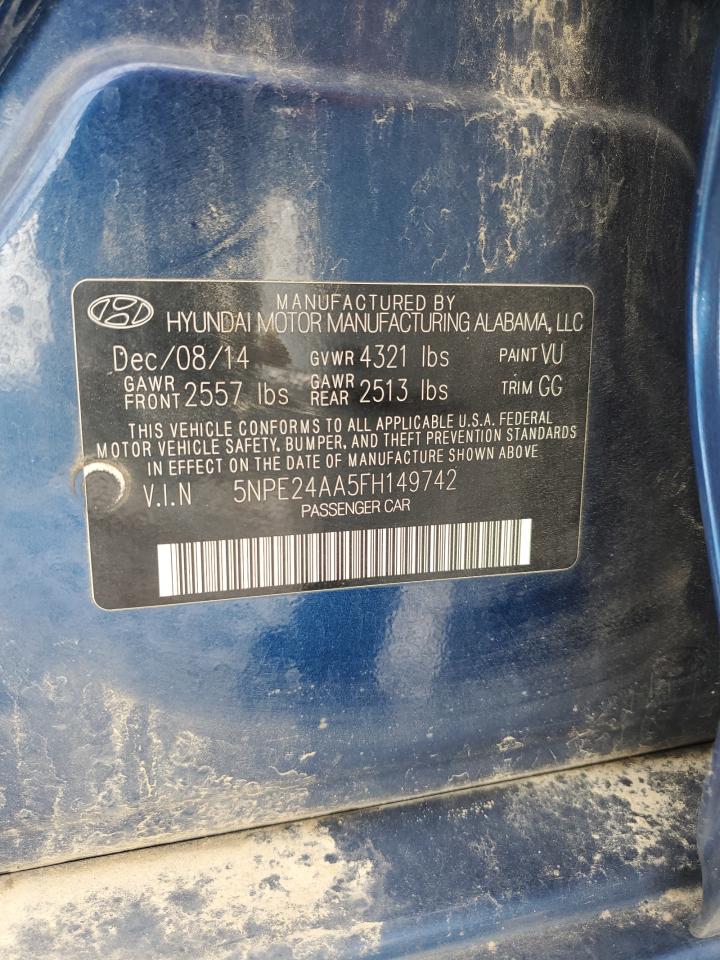 MANUFACTURED BY
HYUNDAI MOTOR MANUFACTURING ALABAMA, LLC
Dec/08/14 GVWR 4321 lbs PAINT VU
GAWR FRONT 2557 lbs GAWR REAR 2513 lbs TRIM GG
THIS VEHICLE CONFORMS TO ALL APPLICABLE U.S.A. FEDERAL
MOTOR VEHICLE SAFETY, BUMPER, AND THEFT PREVENTION STANDARDS
IN EFFECT ON THE DATE OF MANUFACTURE SHOWN ABOVE
V.I.N 5NPE24AA5FH149742
PASSENGER CAR